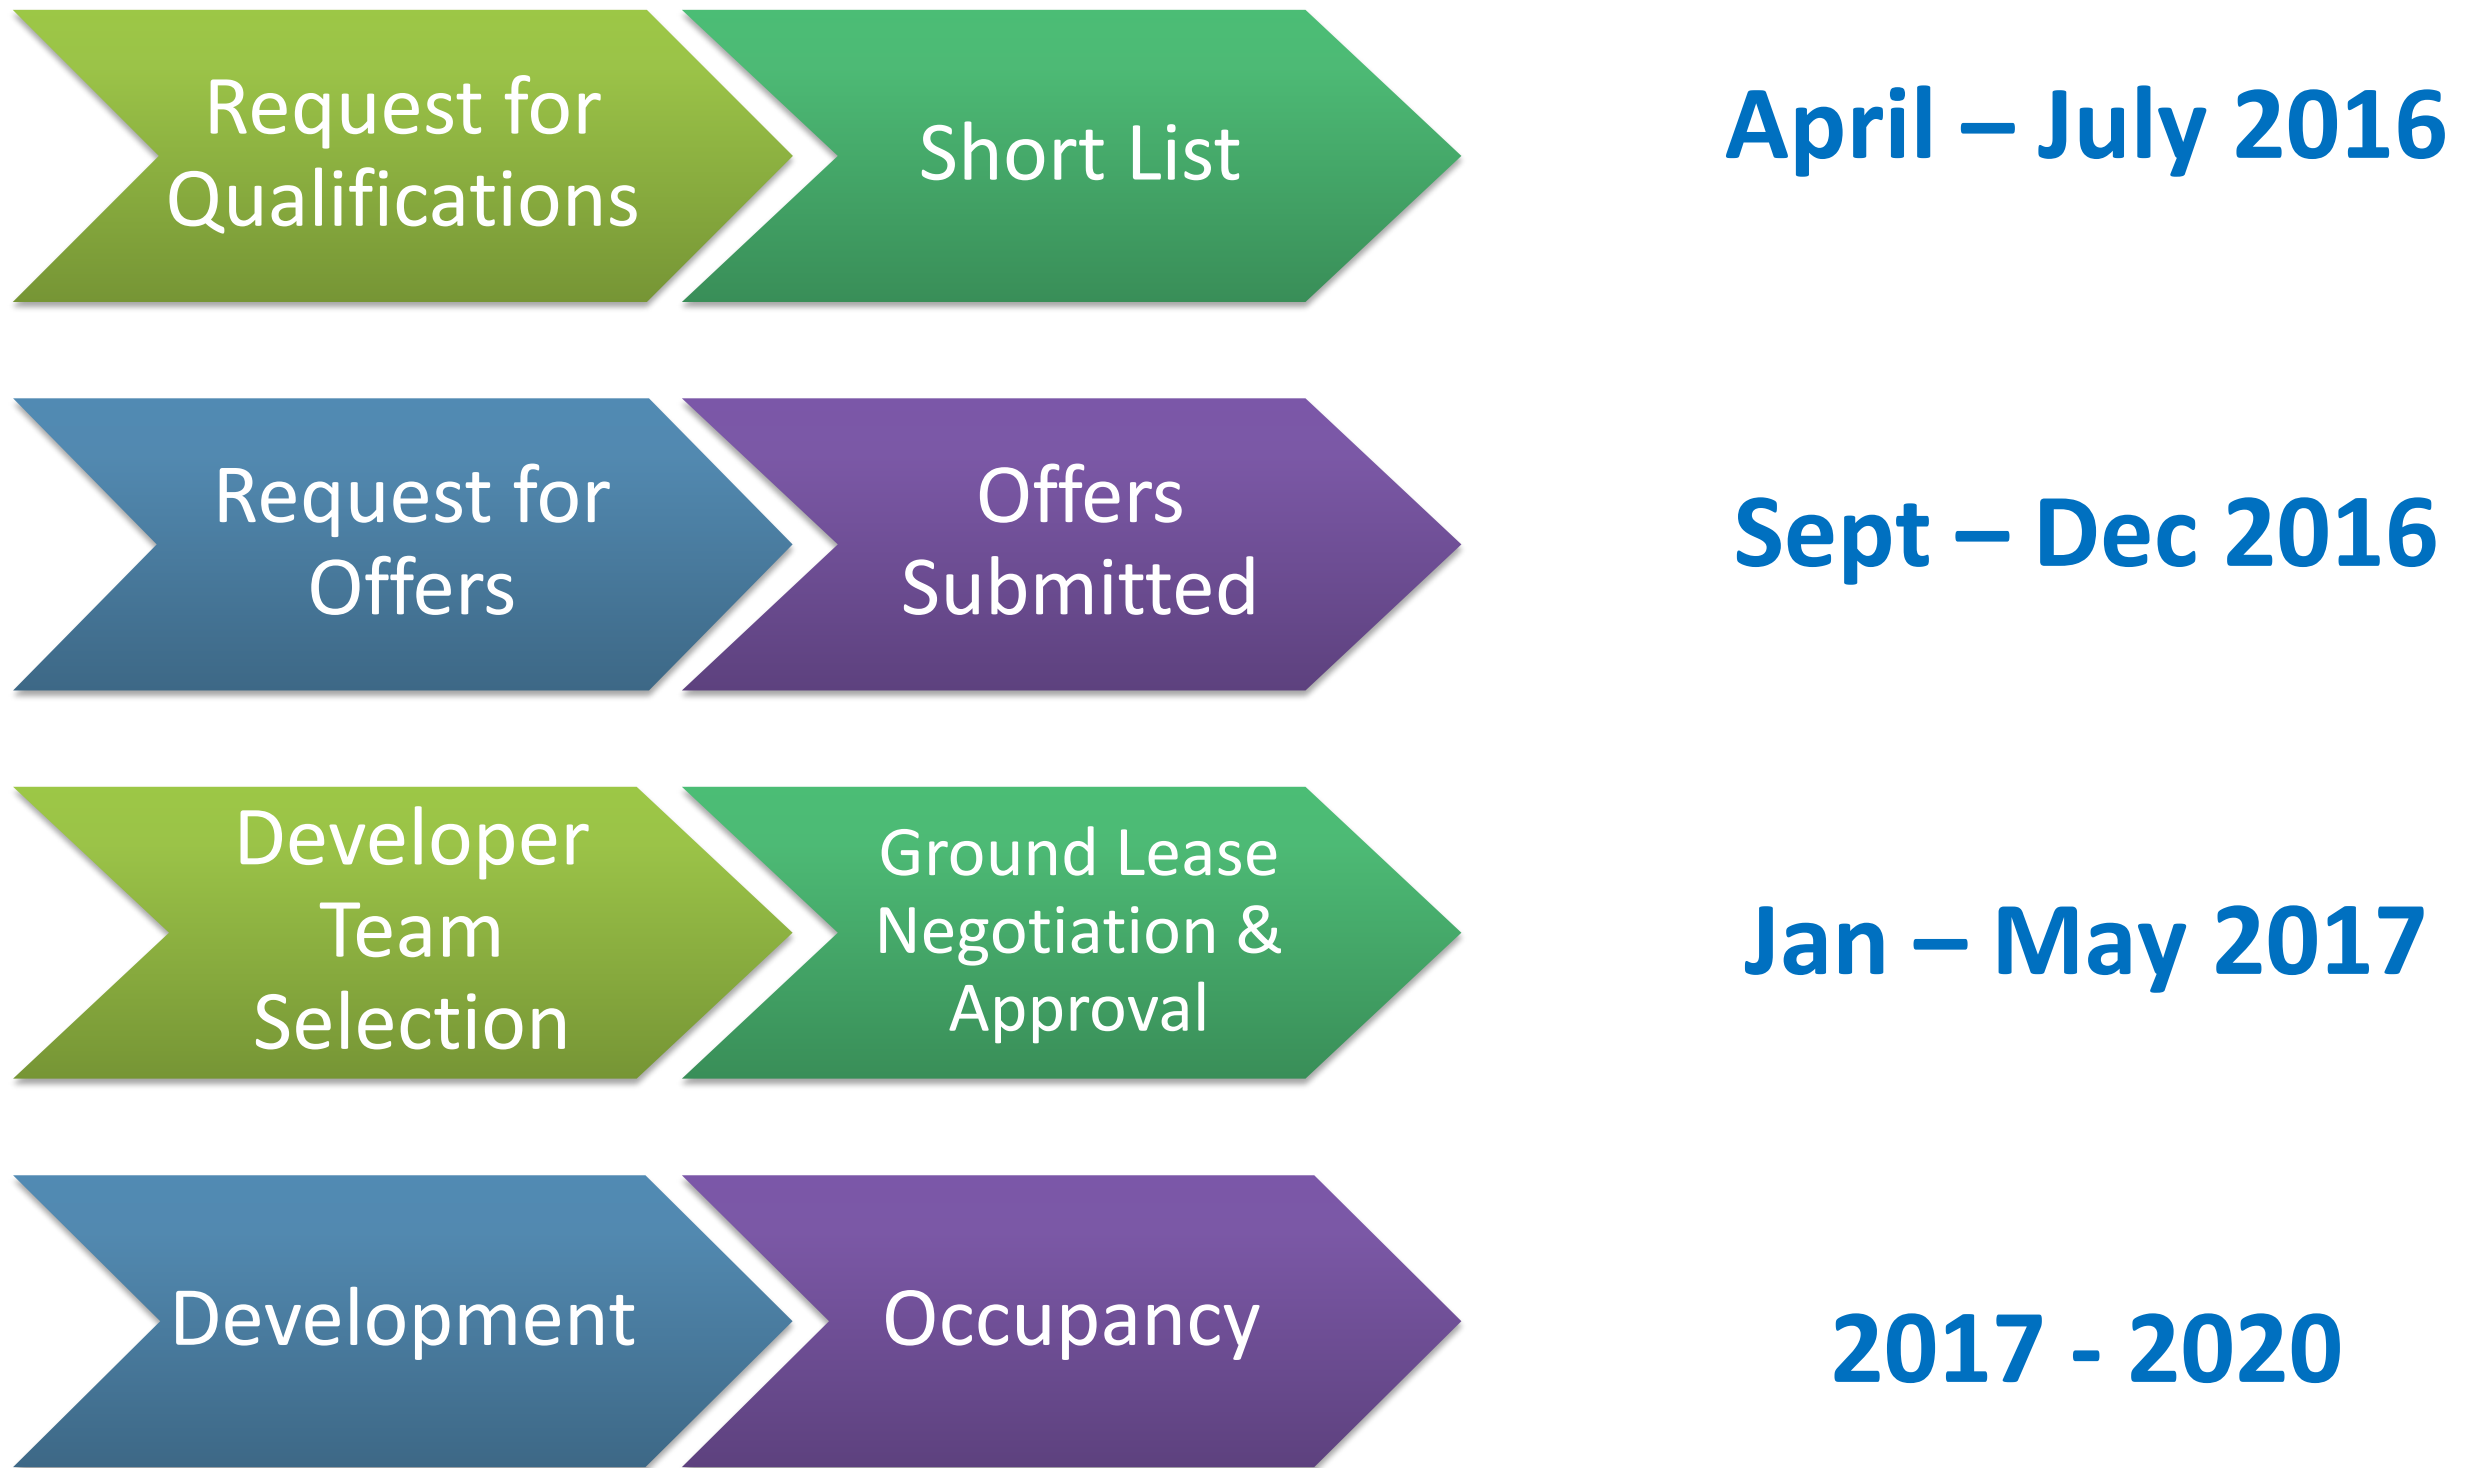 Request for
Qualifications
Short List
April – July 2016
Request for
Offers
Offers
Submitted
Sept – Dec 2016
Developer
Team
Selection
Ground Lease
Negotiation &
Approval
Jan – May 2017
Development
Occupancy
2017 - 2020